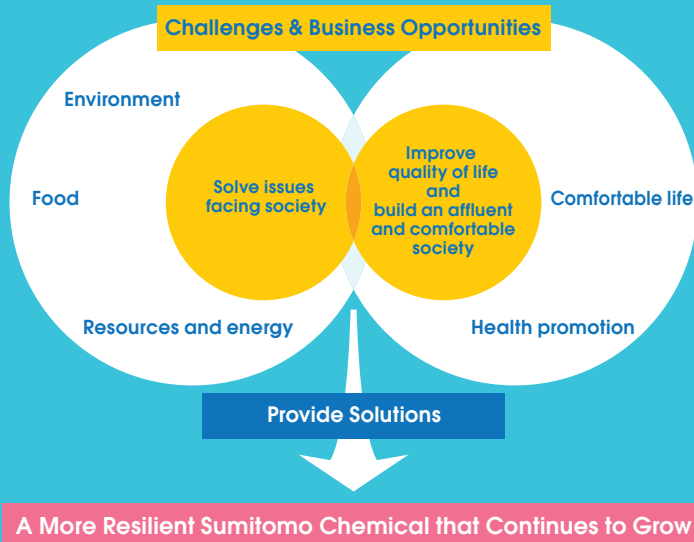 Challenges & Business Opportunities
Environment
Food
Resources and energy
Solve issues
facing society
Improve
quality of life
and
build an affluent
and comfortable
society
Comfortable life
Health promotion
Provide Solutions
A More Resilient Sumitomo Chemical that Continues to Grow